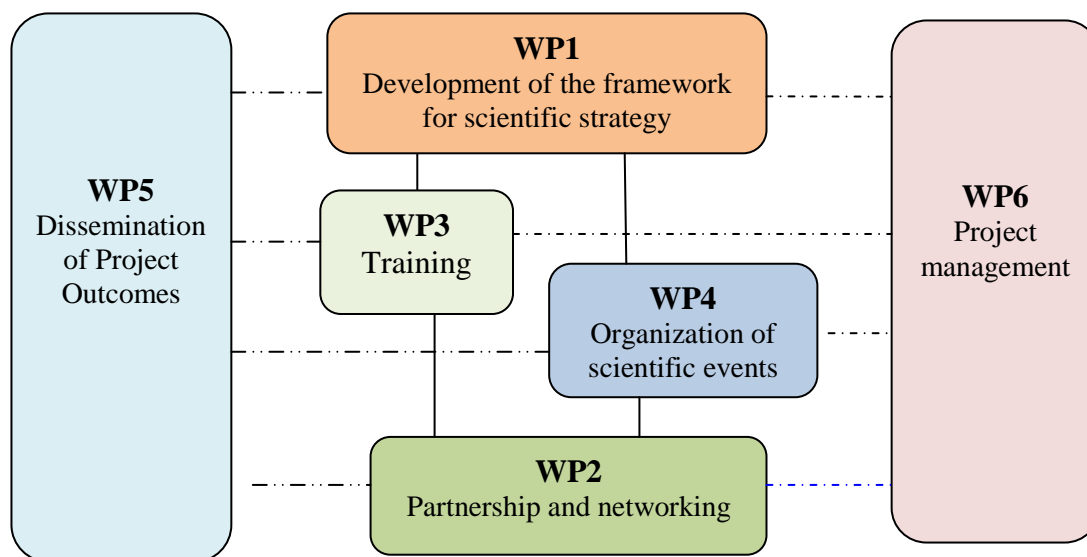 WP1
Development of the framework
for scientific strategy
WP5
Dissemination
of Project
Outcomes
WP3
Training
WP6
Project
management
WP4
Organization of
scientific events
WP2
Partnership and networking